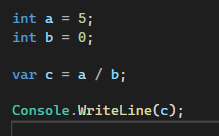 int a = 5;
int b = 0;
var c = a / b;
Console.WriteLine(c);